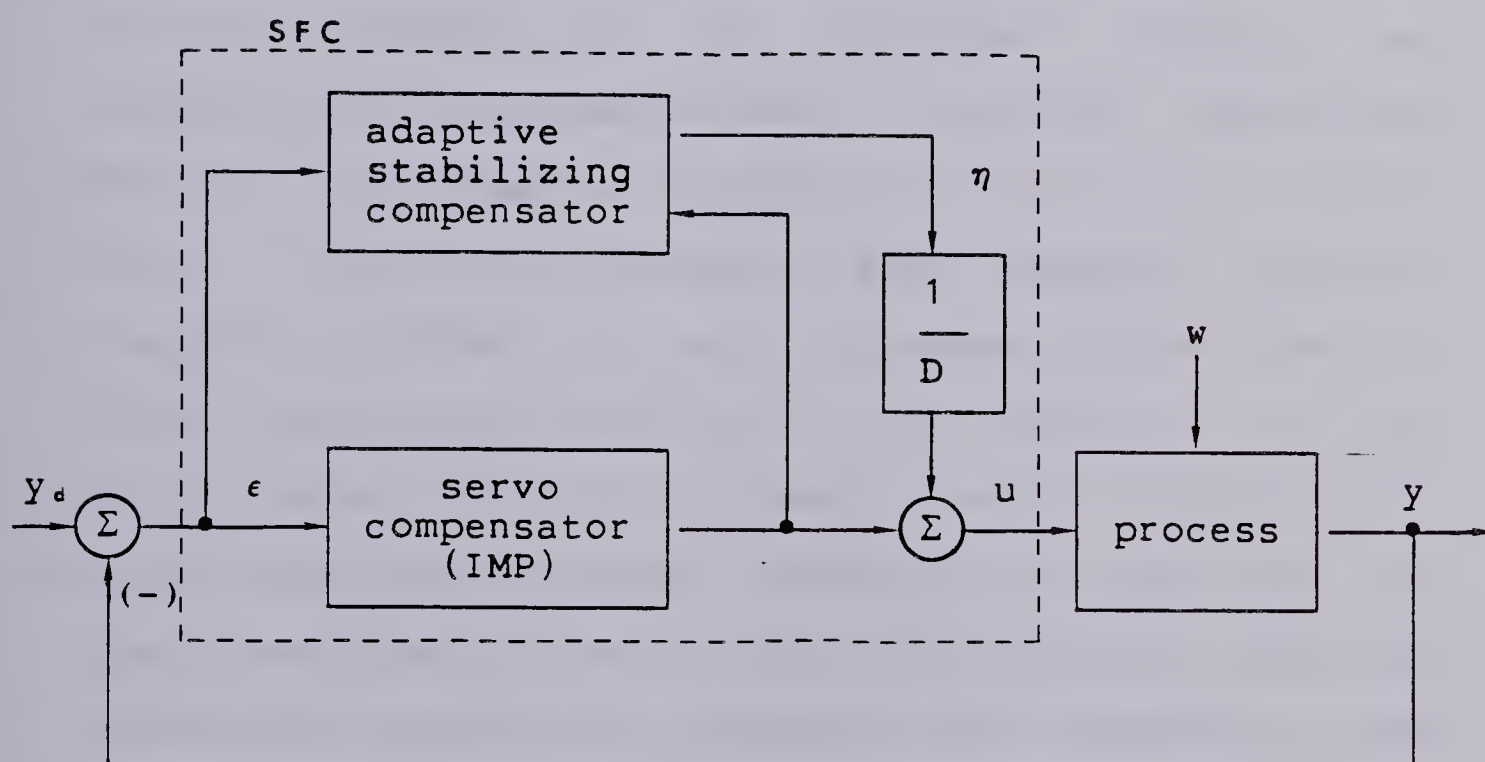 SFC
adaptive
stabilizing
compensator
η
1
D
w
y_d
Σ
ϵ
servo
compensator
(IMP)
Σ
u
process
y
(-)